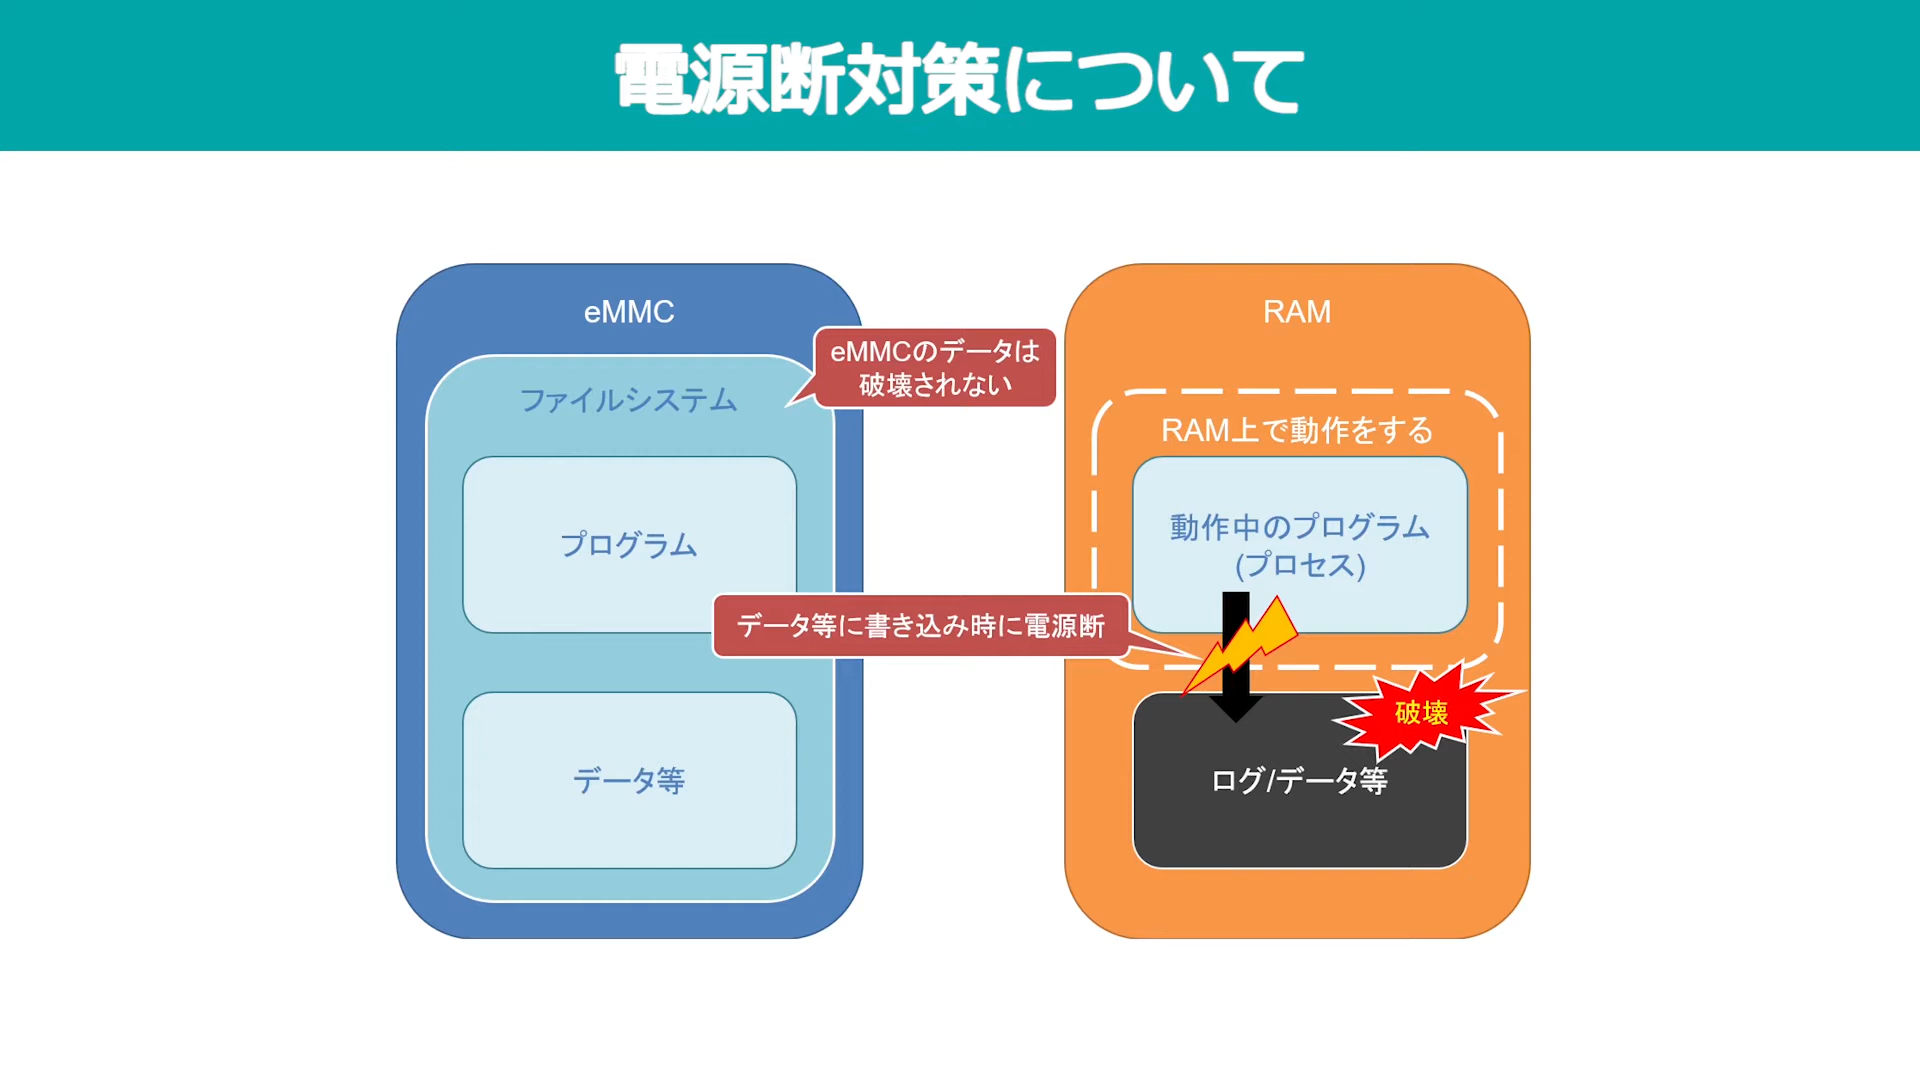 電源断対策について
eMMC
eMMCのデータは
破壊されない
ファイルシステム
プログラム
データ等
RAM
RAM上で動作をする
動作中のプログラム
(プロセス)
データ等に書き込み時に電源断
破壊
ログ/データ等